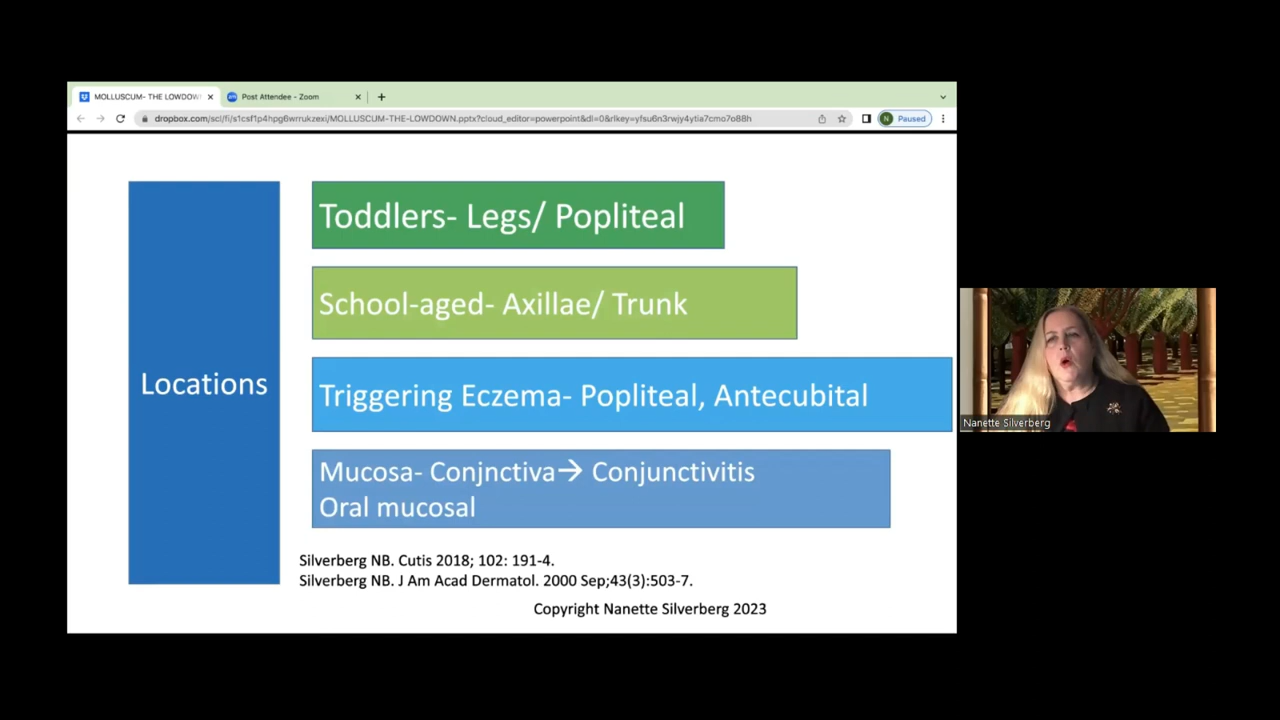 MOLLUSCUM- THE LOWDOW
Post Attendee - Zoom
dropbox.com/scl/fi/s1csf1p4hpg6wrrukzexi/MOLLUSCUM-THE-LOWDOWN.pptx?cloud_editor=powerpoint&dl=0&rlkey=yfsu6n3rwjy4ytia7cmo7o88h
N Paused
Locations
Toddlers- Legs/ Popliteal
School-aged- Axillae/ Trunk
Triggering Eczema- Popliteal, Antecubital
Mucosa- Conjnctiva→ Conjunctivitis
Oral mucosal
Silverberg NB. Cutis 2018; 102: 191-4.
Silverberg NB. J Am Acad Dermatol. 2000 Sep;43(3):503-7.
Copyright Nanette Silverberg 2023
Nanette Silverberg